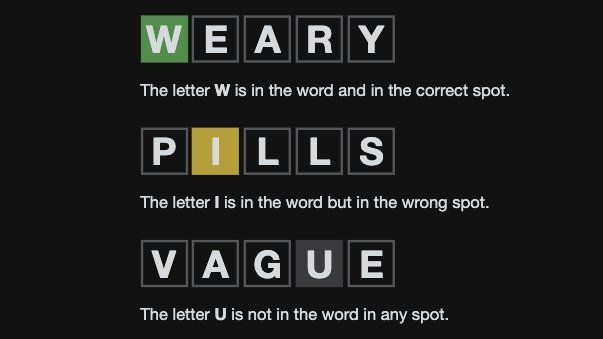 WEARY
The letter W is in the word and in the correct spot.
PILLS
The letter I is in the word but in the wrong spot.
VAGUE
The letter U is not in the word in any spot.